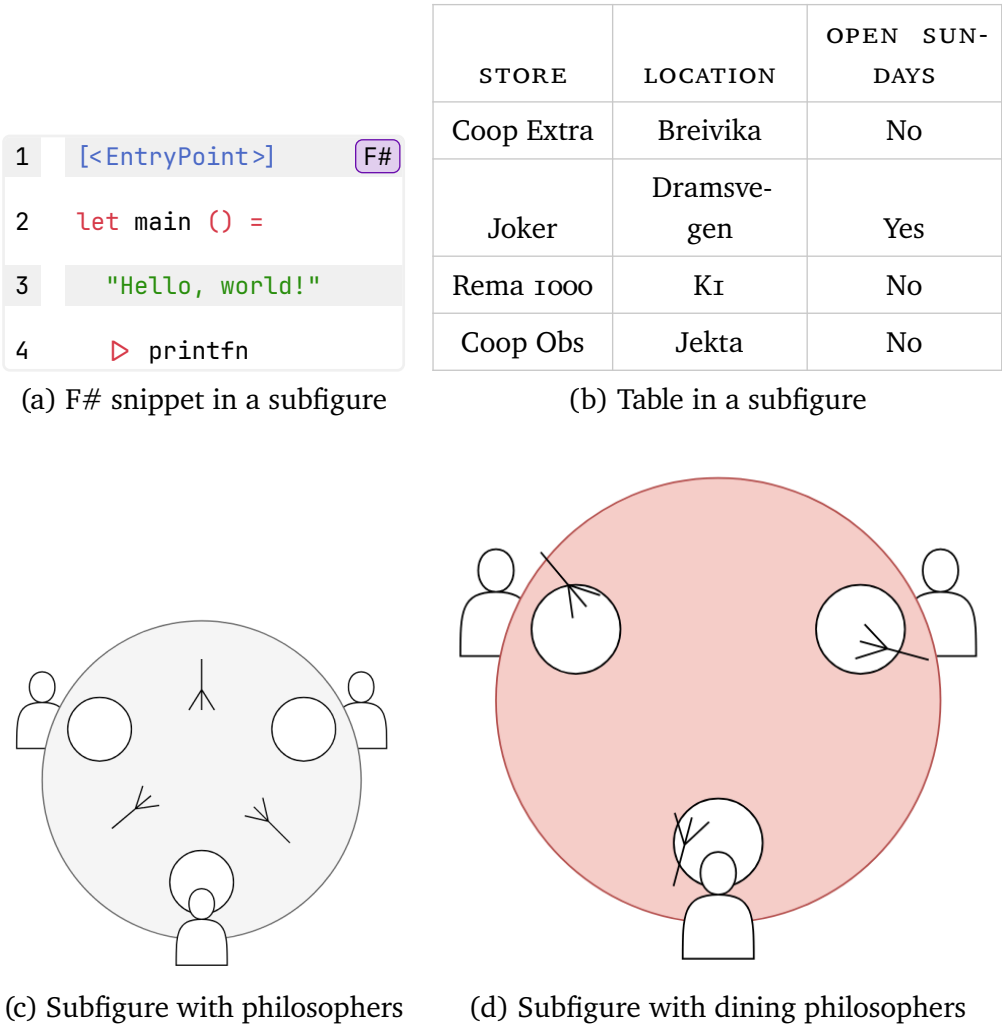 1 [<EntryPoint>] F#
2 let main () =
3 "Hello, world!"
4 ▷ printfn
(a) F# snippet in a subfigure
STORE LOCATION OPEN SUN-
DAYS
Coop Extra Breivika No
Joker Dramsve-
gen Yes
Rema 1000 K1 No
Coop Obs Jekta No
(b) Table in a subfigure
(c) Subfigure with philosophers
(d) Subfigure with dining philosophers